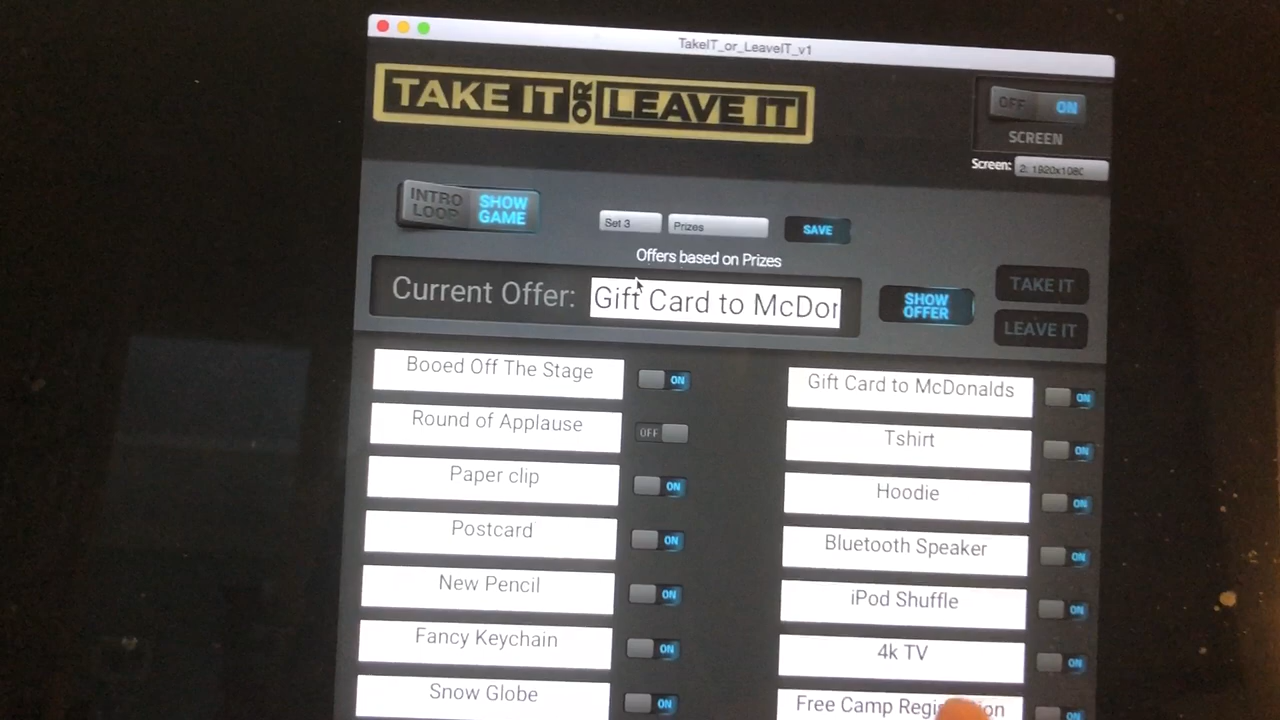 TakeIT_or_LeaveIT_v1
TAKE IT OR LEAVE IT
OFF ON
SCREEN
Screen: 2: 1920x1080
INTRO LOOP SHOW GAME
Set 3 Prizes SAVE
Offers based on Prizes
Current Offer: Gift Card to McDor
SHOW OFFER
TAKE IT
LEAVE IT
Booed Off The Stage ON Gift Card to McDonalds ON
Round of Applause OFF Tshirt ON
Paper clip ON Hoodie ON
Postcard ON Bluetooth Speaker ON
New Pencil ON iPod Shuffle ON
Fancy Keychain ON 4k TV ON
Snow Globe ON Free Camp ON